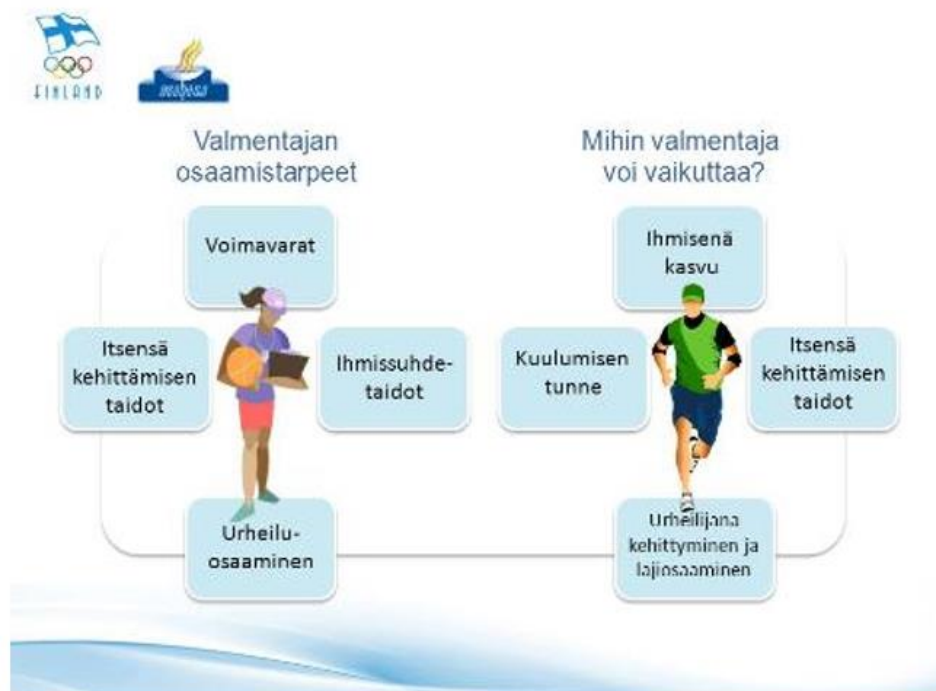 FINLAND
Valmentajan
osaamistarpeet
Mihin valmentaja
voi vaikuttaa?
Voimavarat
Itsensä
kehittämisen
taidot
Ihmissuhde-
taidot
Urheilu-
osaaminen
Ihmisenä
kasvu
Kuulumisen
tunne
Itsensä
kehittämisen
taidot
Urheilijana
kehittyminen ja
lajiosaaminen